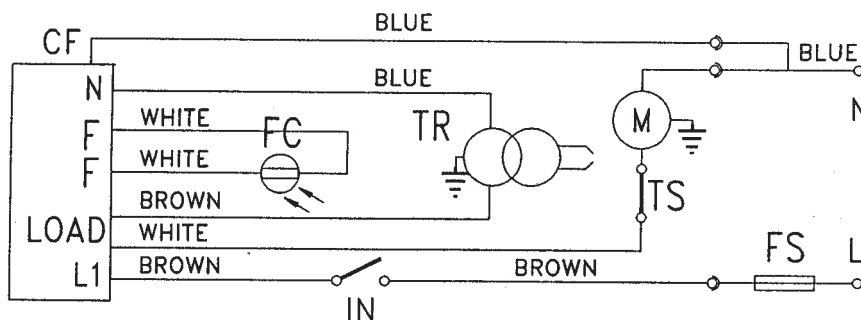 BLUE
CF
BLUE
BLUE
N
TR
M
N
WHITE
FC
F
WHITE
F
BROWN
TS
LOAD
WHITE
FS
L
L1
BROWN
BROWN
IN